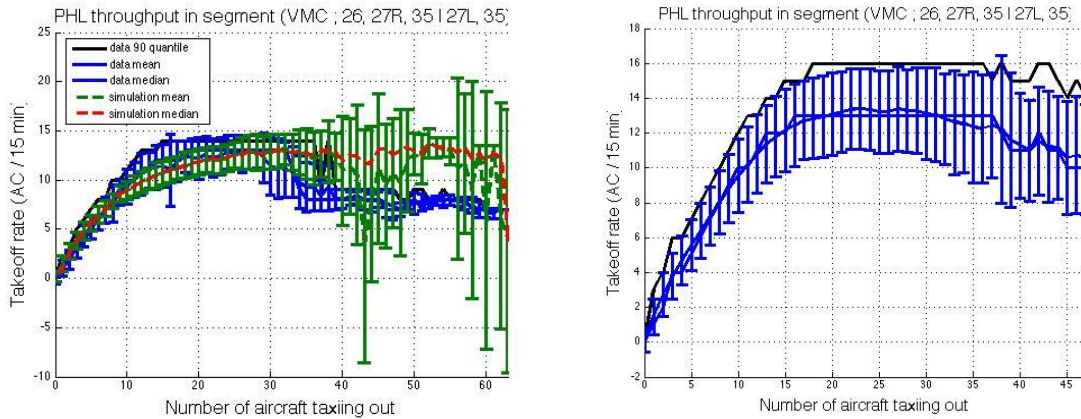 PHL throughput in segment (VMC ; 26, 27R, 35 I 27L, 35)
25
20
15
10
5
0
-5
-10
Takeoff rate (AC / 15 min)
data 90 quantile
data mean
data median
simulation mean
simulation median
0 10 20 30 40 50 60
Number of aircraft taxiing out
PHL throughput in segment (VMC ; 26, 27R, 35 I 27L, 35)
18
16
14
12
10
8
6
4
2
0
-2
Takeoff rate (AC / 15 min)
0 5 10 15 20 25 30 35 40 45
Number of aircraft taxiing out